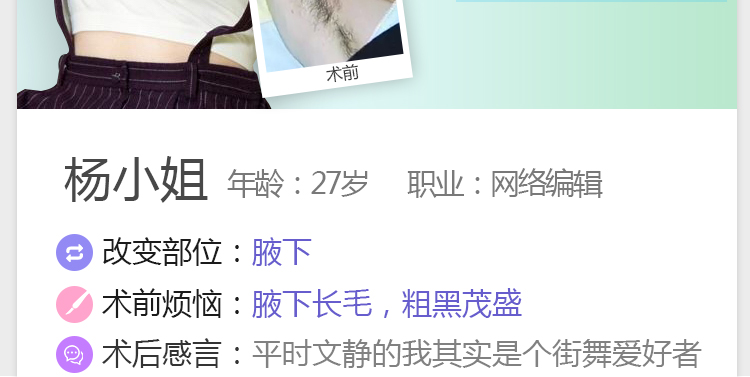 术前
杨小姐 年龄：27岁 职业：网络编辑
改变部位：腋下
术前烦恼：腋下长毛，粗黑茂盛
术后感言：平时文静的我其实是个街舞爱好者